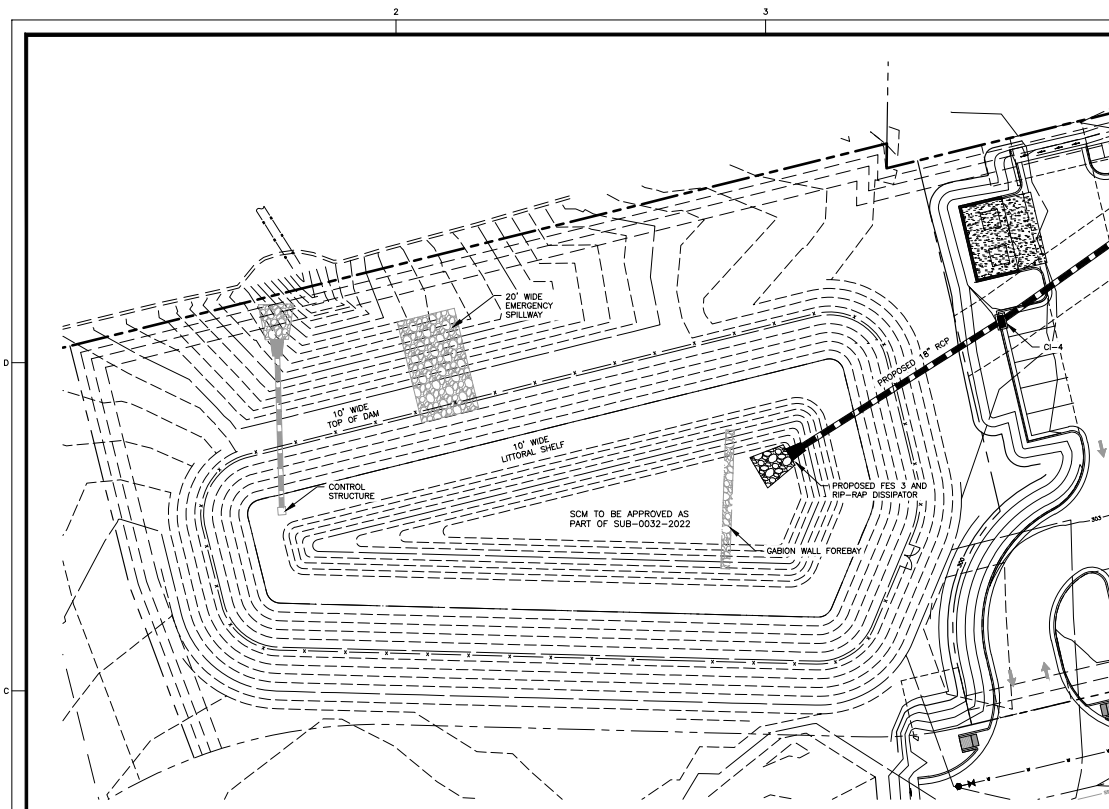 2
3
20' WIDE
EMERGENCY
SPILLWAY
D
CI-4
PROPOSED 18" RCP
10' WIDE
TOP OF DAM
10' WIDE
LITTORAL SHELF
CONTROL
STRUCTURE
PROPOSED FES 3 AND
RIP-RAP DISSIPATOR
SCM TO BE APPROVED AS
PART OF SUB-0032-2022
303
GABION WALL FOREBAY
C